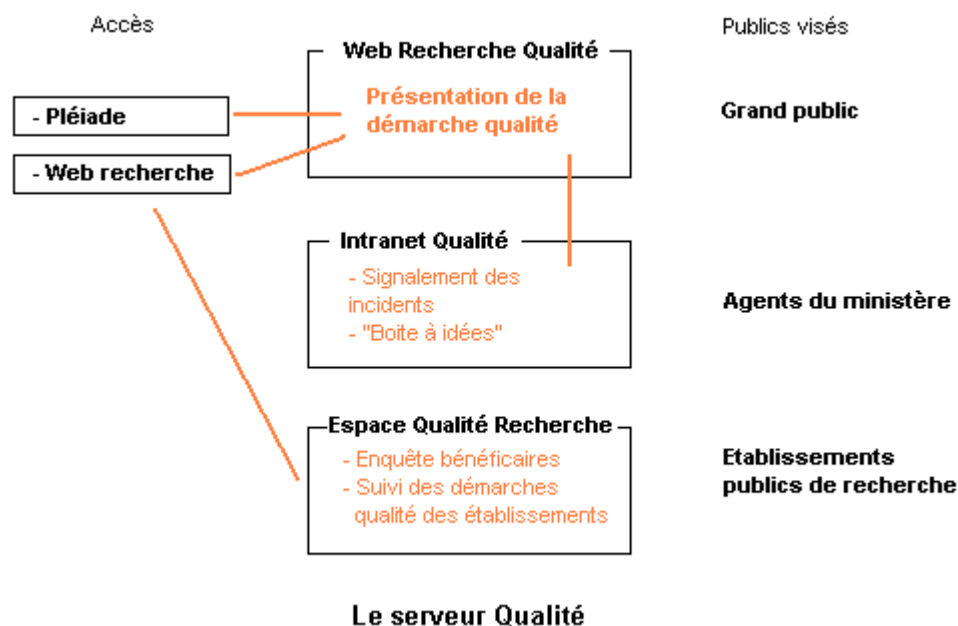 Accès
Publics visés
Web Recherche Qualité
Présentation de la
démarche qualité
- Pléiade
- Web recherche
Grand public
Intranet Qualité
- Signalement des
incidents
- "Boite à idées"
Agents du ministère
Espace Qualité Recherche
- Enquête bénéficaires
- Suivi des démarches
qualité des établissements
Etablissements
publics de recherche
Le serveur Qualité